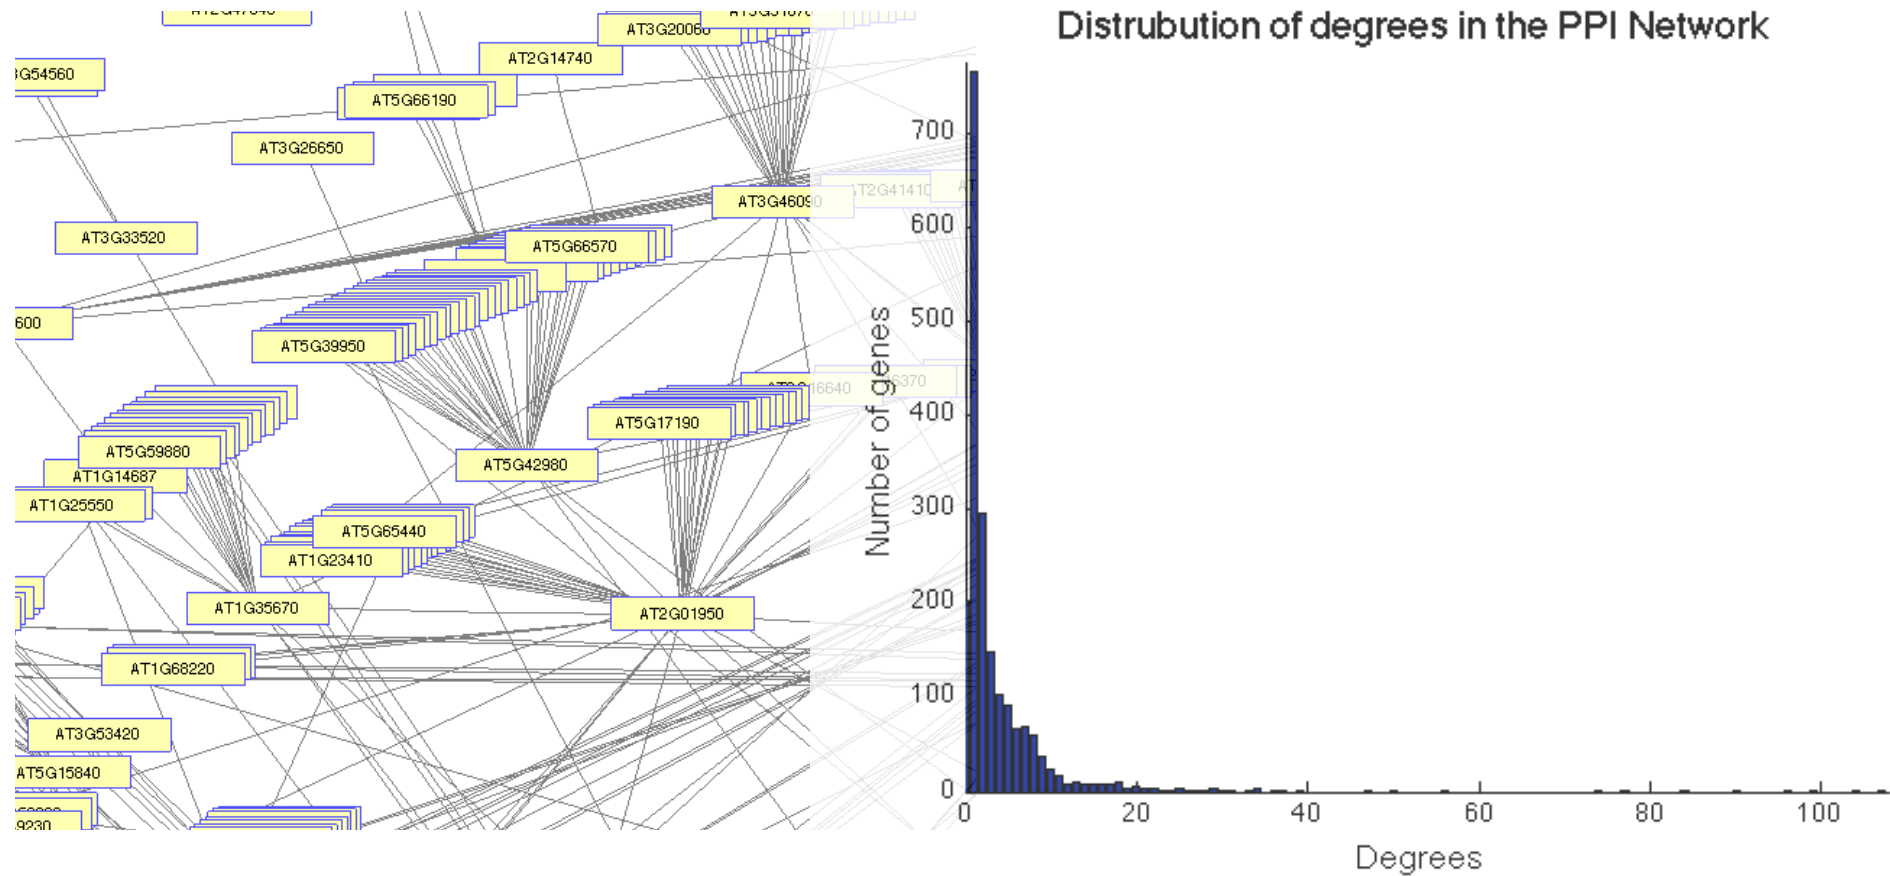 Distrubution of degrees in the PPI Network
AT3G20060
AT2G14740
G54560
AT5G66190
AT3G26650
AT2G41410
AT3G46090
AT3G33520
AT5G66570
600
AT5G39950
AT5G17190
AT5G59880
AT5G42980
AT1G14687
AT1G25550
AT5G65440
AT1G23410
AT1G35670
AT2G01950
AT1G68220
AT3G53420
AT5G15840
9230
Number of genes
700
600
500
400
300
200
100
0
0 20 40 60 80 100
Degrees